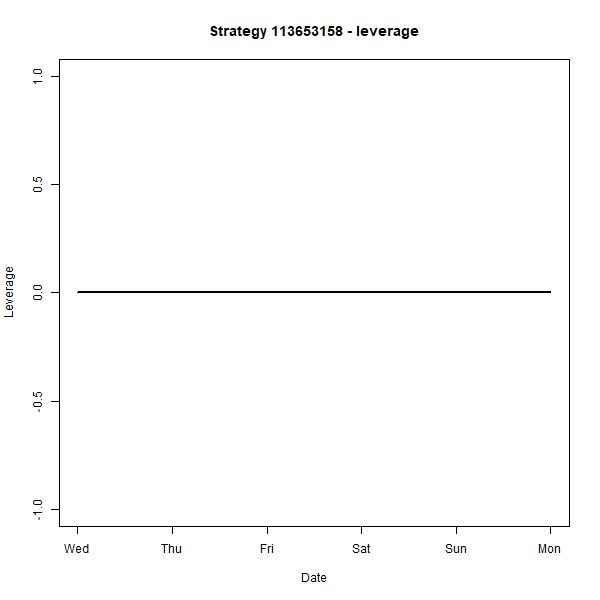 Strategy 113653158 - leverage
1.0
0.5
0.0
-0.5
-1.0
Leverage
Wed Thu Fri Sat Sun Mon
Date